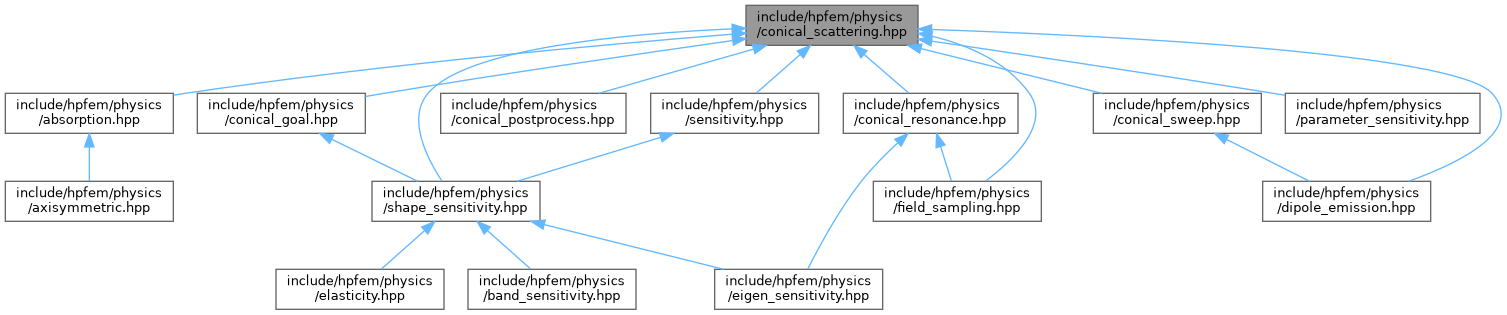 include/hpfem/physics
/conical_scattering.hpp
include/hpfem/physics
/absorption.hpp
include/hpfem/physics
/conical_goal.hpp
include/hpfem/physics
/conical_postprocess.hpp
include/hpfem/physics
/sensitivity.hpp
include/hpfem/physics
/conical_resonance.hpp
include/hpfem/physics
/conical_sweep.hpp
include/hpfem/physics
/parameter_sensitivity.hpp
include/hpfem/physics
/axisymmetric.hpp
include/hpfem/physics
/shape_sensitivity.hpp
include/hpfem/physics
/field_sampling.hpp
include/hpfem/physics
/dipole_emission.hpp
include/hpfem/physics
/elasticity.hpp
include/hpfem/physics
/band_sensitivity.hpp
include/hpfem/physics
/eigen_sensitivity.hpp